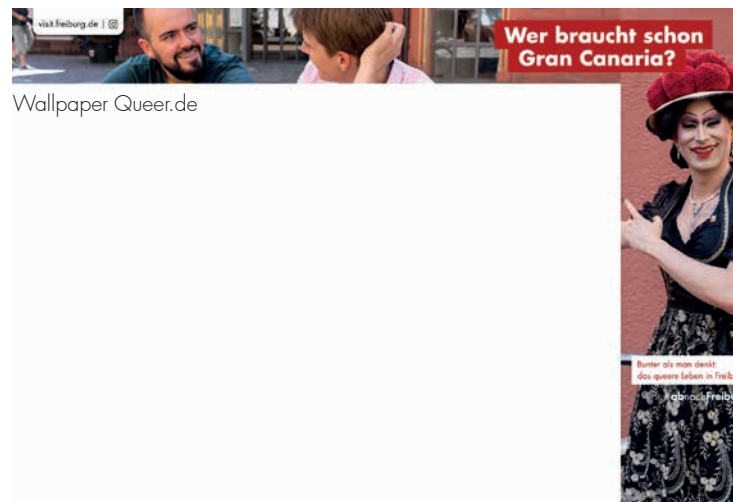 visit.freiburg.de |
Wer braucht schon
Gran Canaria?
Wallpaper Queer.de
Bunter als man denkt:
das queere Leben in Freib
#abnachFreibu